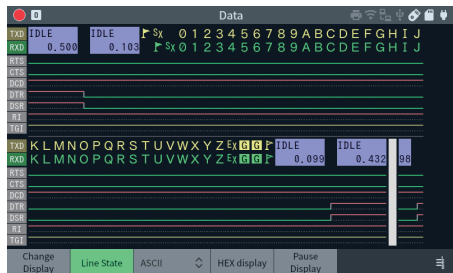 0 Data
TXD IDLE IDLE SX 0 1 2 3 4 5 6 7 8 9 A B C D E F G H I J
RXD 0.500 0.103 SX 0 1 2 3 4 5 6 7 8 9 A B C D E F G H I J
RTS
CTS
DCD
DTR
DSR
RI
TGI
TXD K L M N O P Q R S T U V W X Y Z EX G G IDLE IDLE
RXD K L M N O P Q R S T U V W X Y Z EX G G 0.099 0.432 98
RTS
CTS
DCD
DTR
DSR
RI
TGI
Change Display
Line State
ASCII
HEX display
Pause Display